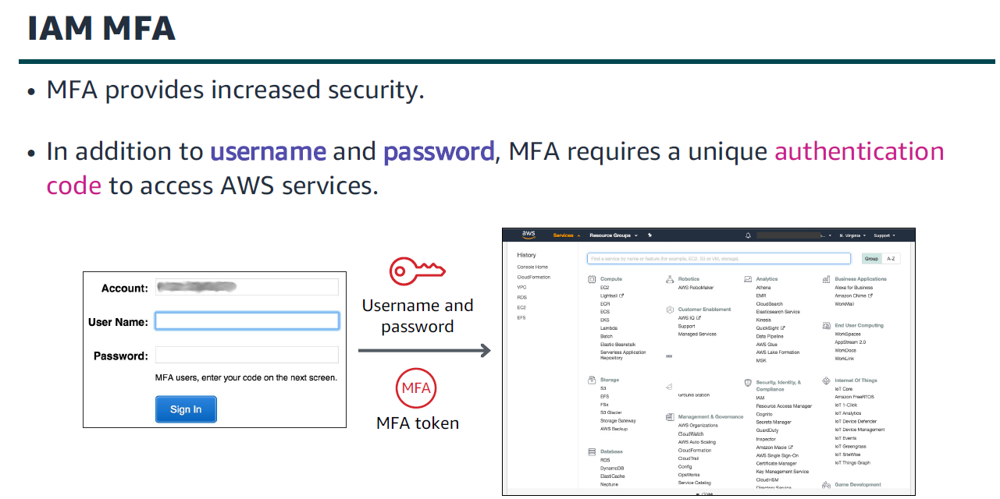 IAM MFA
• MFA provides increased security.
• In addition to username and password, MFA requires a unique authentication
code to access AWS services.
Account:
User Name:
Password:
MFA users, enter your code on the next screen.
Sign In
Username and
password
MFA
MFA token
aws
Services
Resource Groups
N. Virginia
Support
History
Console Home
CloudFormation
VPC
RDS
EC2
EFS
Find a service by name or feature (for example, EC2, S3 or VM, storage).
Group
A-Z
Compute
EC2
Lightsail
ECR
ECS
EKS
Lambda
Batch
Elastic Beanstalk
Serverless Application
Repository
Storage
S3
EFS
FSx
S3 Glacier
Storage Gateway
AWS Backup
Database
RDS
DynamoDB
ElastiCache
Neptune
Robotics
AWS RoboMaker
Customer Enablement
AWS IQ
Support
Managed Services
Ground Station
Management & Governance
AWS Organizations
CloudWatch
AWS Auto Scaling
CloudFormation
CloudTrail
Config
OpsWorks
Service Catalog
Analytics
Athena
EMR
CloudSearch
Elasticsearch Service
Kinesis
QuickSight
Data Pipeline
AWS Glue
AWS Lake Formation
MSK
Security, Identity, &
Compliance
IAM
Resource Access Manager
Cognito
Secrets Manager
GuardDuty
Inspector
Amazon Macie
AWS Single Sign-On
Certificate Manager
Key Management Service
CloudHSM
Directory Service
Business Applications
Alexa for Business
Amazon Chime
WorkMail
End User Computing
WorkSpaces
AppStream 2.0
WorkDocs
WorkLink
Internet Of Things
IoT Core
Amazon FreeRTOS
IoT 1-Click
IoT Analytics
IoT Device Defender
IoT Device Management
IoT Events
IoT Greengrass
IoT SiteWise
IoT Things Graph
Game Development